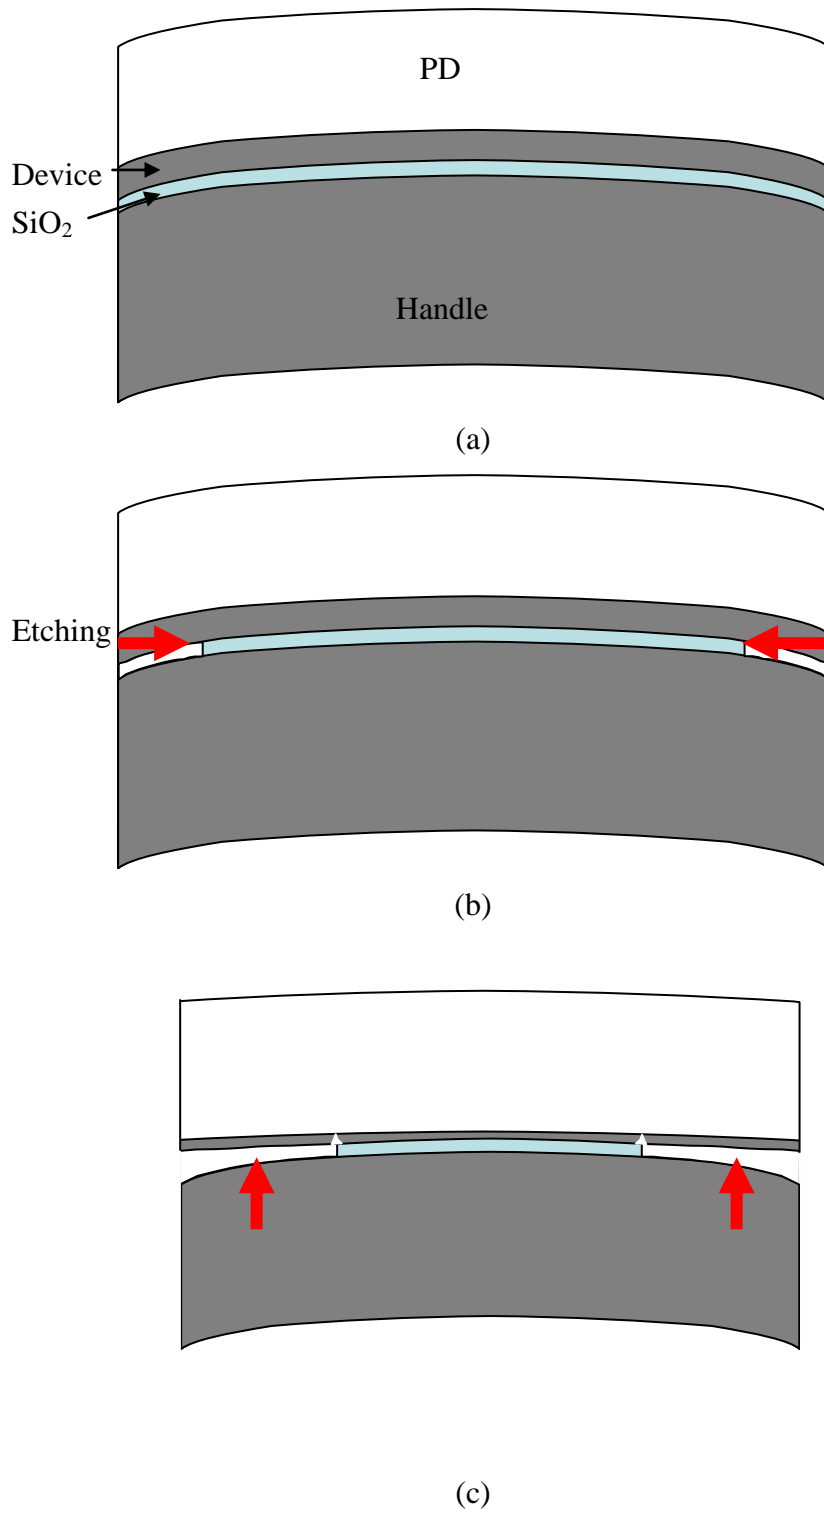 PD
Device
SiO₂
Handle
(a)
Etching
(b)
(c)